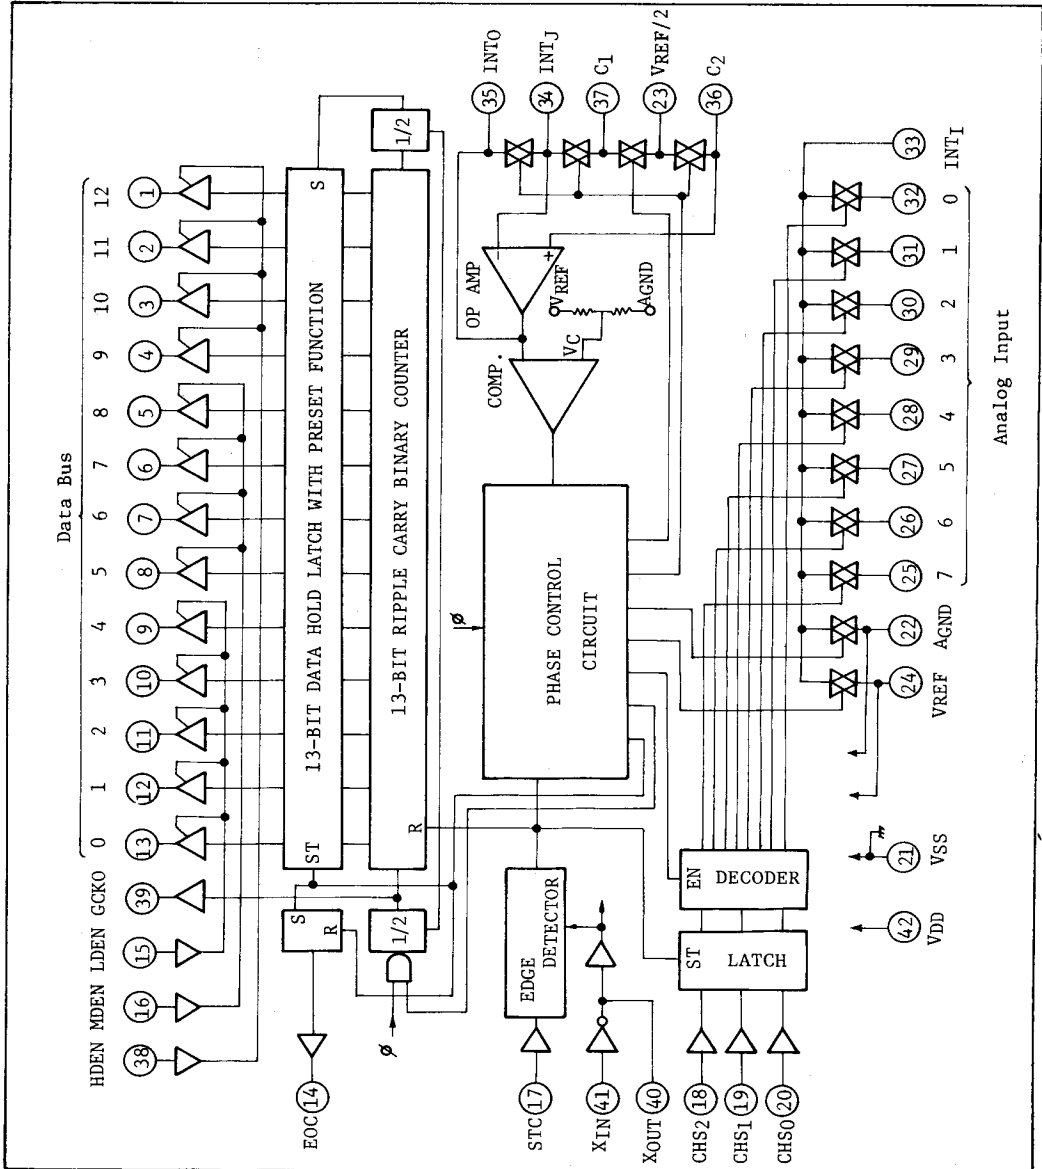 Data Bus
HDEN MDEN LDEN GCKO 0 1 2 3 4 5 6 7 8 9 10 11 12
38 16 15 39 13 12 11 10 9 8 7 6 5 4 3 2 1
ST 13-BIT DATA HOLD LATCH WITH PRESET FUNCTION S
S
R
EOC 14
1/2
ø
R 13-BIT RIPPLE CARRY BINARY COUNTER
1/2
35 INTO
34 INTJ
37 C1
23 VREF/2
36 C2
OP AMP
-
+
VREF
AGND
VC
COMP.
ø
PHASE CONTROL
CIRCUIT
STC 17
EDGE
DETECTOR
XIN 41
XOUT 40
CHS2 18
CHS1 19
CHS0 20
ST
LATCH
EN
DECODER
42
VDD
21
VSS
24 22 25 26 27 28 29 30 31 32 33
VREF AGND 7 6 5 4 3 2 1 0 INTI
Analog Input